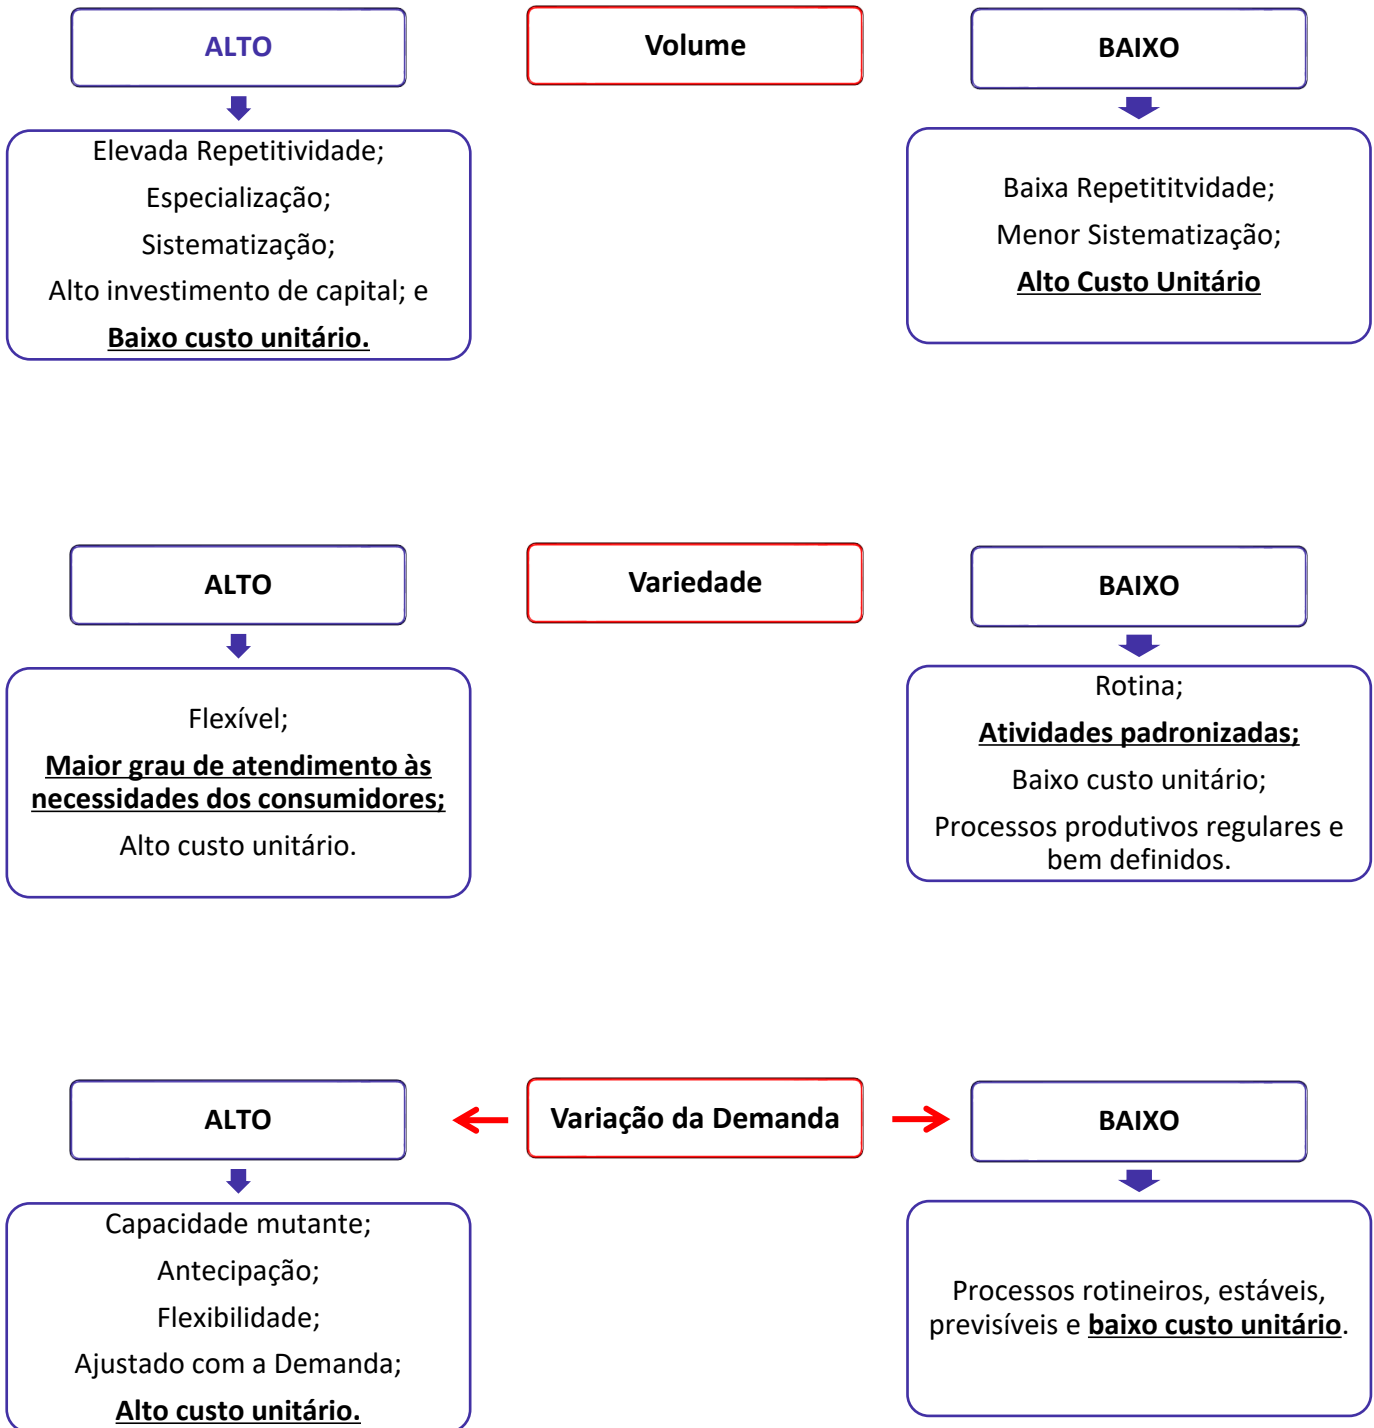 ALTO
Volume
BAIXO
Elevada Repetitividade;
Especialização;
Sistematização;
Alto investimento de capital; e
Baixo custo unitário.
Baixa Repetititvidade;
Menor Sistematização;
Alto Custo Unitário
ALTO
Variedade
BAIXO
Flexível;
Maior grau de atendimento às
necessidades dos consumidores;
Alto custo unitário.
Rotina;
Atividades padronizadas;
Baixo custo unitário;
Processos produtivos regulares e
bem definidos.
ALTO
Variação da Demanda
BAIXO
Capacidade mutante;
Antecipação;
Flexibilidade;
Ajustado com a Demanda;
Alto custo unitário.
Processos rotineiros, estáveis,
previsíveis e baixo custo unitário.